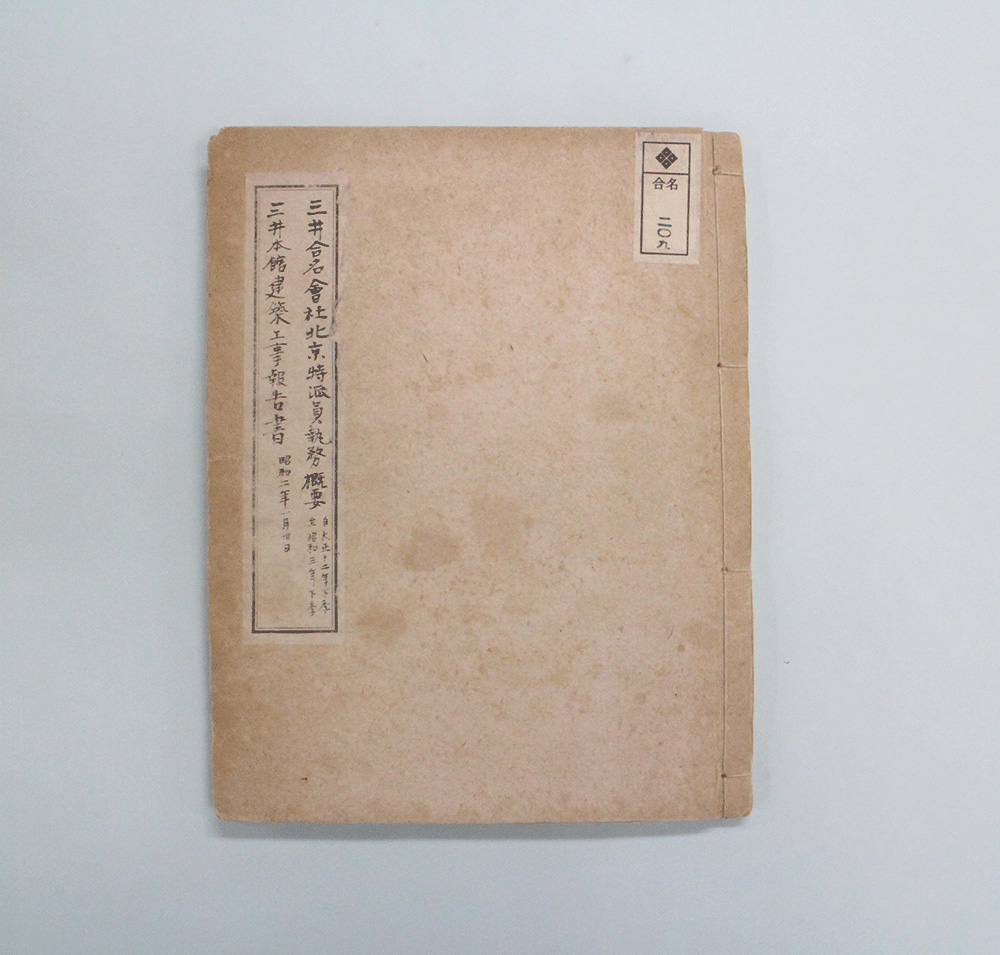 三井合名會社北京特派員執務概要
自大正十二年下季
至昭和三年下季
三井本館建築工事報告書
昭和二年一月卅日
名合
二〇九